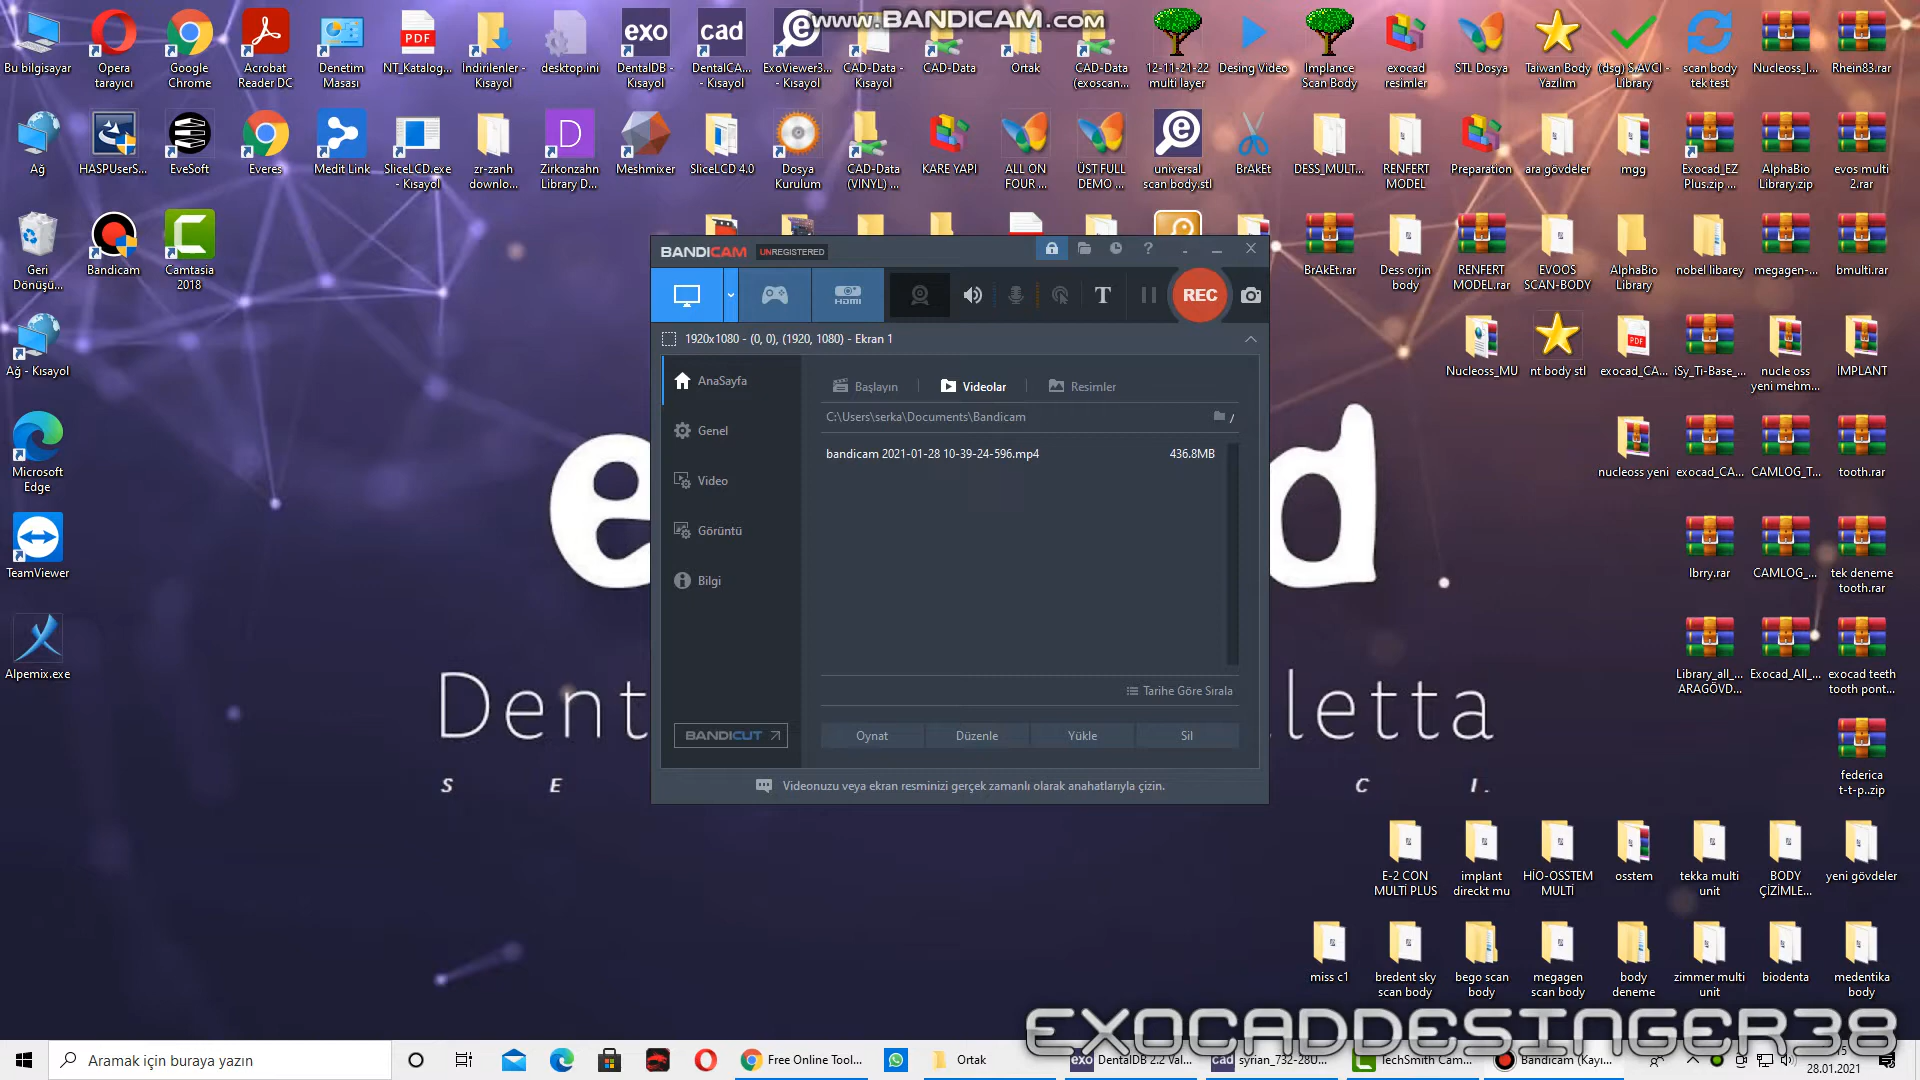 www.BANDICAM.com
Bu bilgisayar
Opera tarayıcı
Google Chrome
Acrobat Reader DC
Denetim Masası
NT_Katalog...
İndirilenler - Kısayol
desktop.ini
DentalDB - Kısayol
DentalCA... - Kısayol
ExoViewer3... - Kısayol
CAD-Data - Kısayol
CAD-Data
Ortak
CAD-Data (exoscan...
12-11-21-22 multi layer
Desing Video
İmplance Scan Body
exocad resimler
STL Dosya
Taiwan Body Yazılım
(dsg) SAVCI - Library
scan body tek test
Nucleoss_I...
Rhein83.rar
Ağ
HASPUserS...
EveSoft
Everes
Medit Link
SliceLCD.exe - Kısayol
zr-zanh downlo...
Zirkonzahn Library D...
Meshmixer
SliceLCD 4.0
Dosya Kurulum
CAD-Data (VINYL) ...
KARE YAPI
ALL ON FOUR ...
ÜST FULL DEMO ...
universal scan body.stl
BrAkEt
DESS_MULT...
RENFERT MODEL
Preparation
ara gövdeler
mgg
Exocad_EZ Plus.zip ...
AlphaBio Library.zip
evos multi 2.rar
Geri Dönüşü...
Bandicam
Camtasia 2018
BrAkEt.rar
Dess orjin body
RENFERT MODEL.rar
EVOOS SCAN-BODY
AlphaBio Library
nobel libarey
megagen-...
bmulti.rar
BANDICAM UNREGISTERED
HDMI
T
REC
1920x1080 - (0, 0), (1920, 1080) - Ekran 1
AnaSayfa
Genel
Video
Görüntü
Bilgi
BANDICUT
Başlayın
Videolar
Resimler
C:\Users\serka\Documents\Bandicam
bandicam 2021-01-28 10-39-24-596.mp4 436.8MB
Tarihe Göre Sırala
Oynat
Düzenle
Yükle
Sil
Videonuzu veya ekran resminizi gerçek zamanlı olarak anahatlarıyla çizin.
Ağ - Kısayol
Nucleoss_MU
nt body stl
exocad_CA...
iSy_Ti-Base_...
nucle oss yeni mehm...
İMPLANT
Microsoft Edge
nucleoss yeni
exocad_CA...
CAMLOG_T...
tooth.rar
TeamViewer
lbrry.rar
CAMLOG_...
tek deneme tooth.rar
Alpemix.exe
Library_all_... ARAGÖVD...
Exocad_All_...
exocad teeth tooth pont...
e d
Dent letta
S E C I.
federica t-t-p..zip
E-2 CON MULTİ PLUS
implant direckt mu
HİO-OSSTEM MULTİ
osstem
tekka multi unit
BODY ÇİZİMLE...
yeni gövdeler
miss c1
bredent sky scan body
bego scan body
megagen scan body
body deneme
zimmer multi unit
biodenta
medentika body
EXOCADDESINGER38
Aramak için buraya yazın
Free Online Tool...
Ortak
DentalDB 2.2 Val...
syrian_732-28U...
TechSmith Cam...
Bandicam (Kayı...
28.01.2021